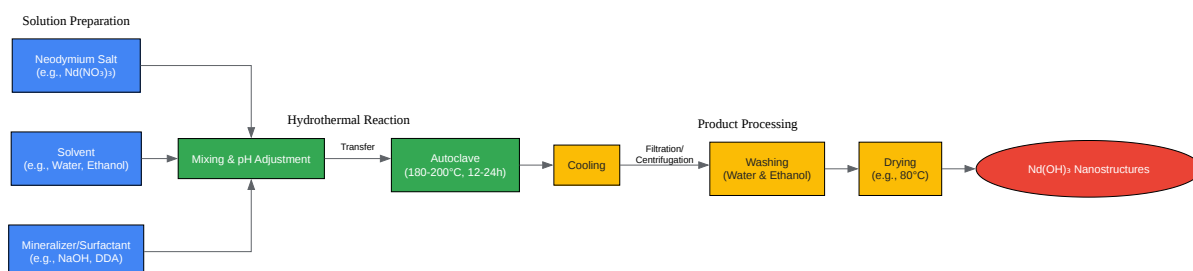 Solution Preparation
Neodymium Salt
(e.g., Nd(NO₃)₃)
Solvent
(e.g., Water, Ethanol)
Mineralizer/Surfactant
(e.g., NaOH, DDA)
Hydrothermal Reaction
Mixing & pH Adjustment
Transfer
Autoclave
(180-200°C, 12-24h)
Cooling
Product Processing
Filtration/
Centrifugation
Washing
(Water & Ethanol)
Drying
(e.g., 80°C)
Nd(OH)₃ Nanostructures